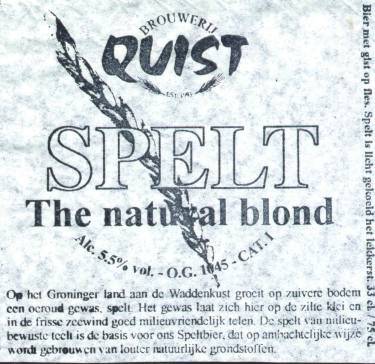 BROUWERIJ
QUIST
EST. 1993
SPELT
The natural blond
Alc. 5.5% vol. - O.G. 1045 - CAT. I
Op het Groninger land aan de Waddenkust groeit op zuivere bodem
een oeroud gewas, spelt. Het gewas laat zich hier op de zilte klei en
in de frisse zeewind goed milieuvriendelijk telen. De spelt van milieu-
bewuste teelt is de basis voor ons Speltbier, dat op ambachtelijke wijze
wordt gebrouwen van louter natuurlijke grondstoffen.
Bier met gist op fles. Spelt is licht gekoeld het lekkerst. 33 cl. 75 cl.